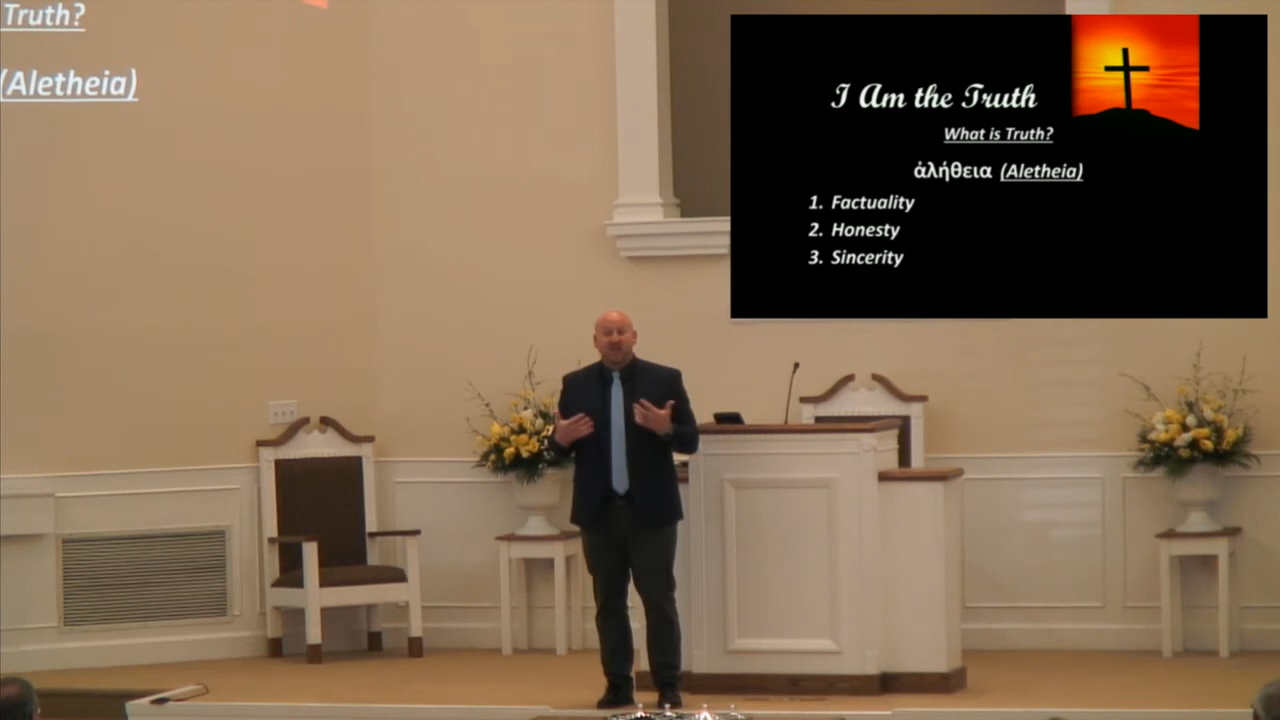 Truth?
(Aletheia)
I Am the Truth
What is Truth?
ἀλήθεια (Aletheia)
1. Factuality
2. Honesty
3. Sincerity